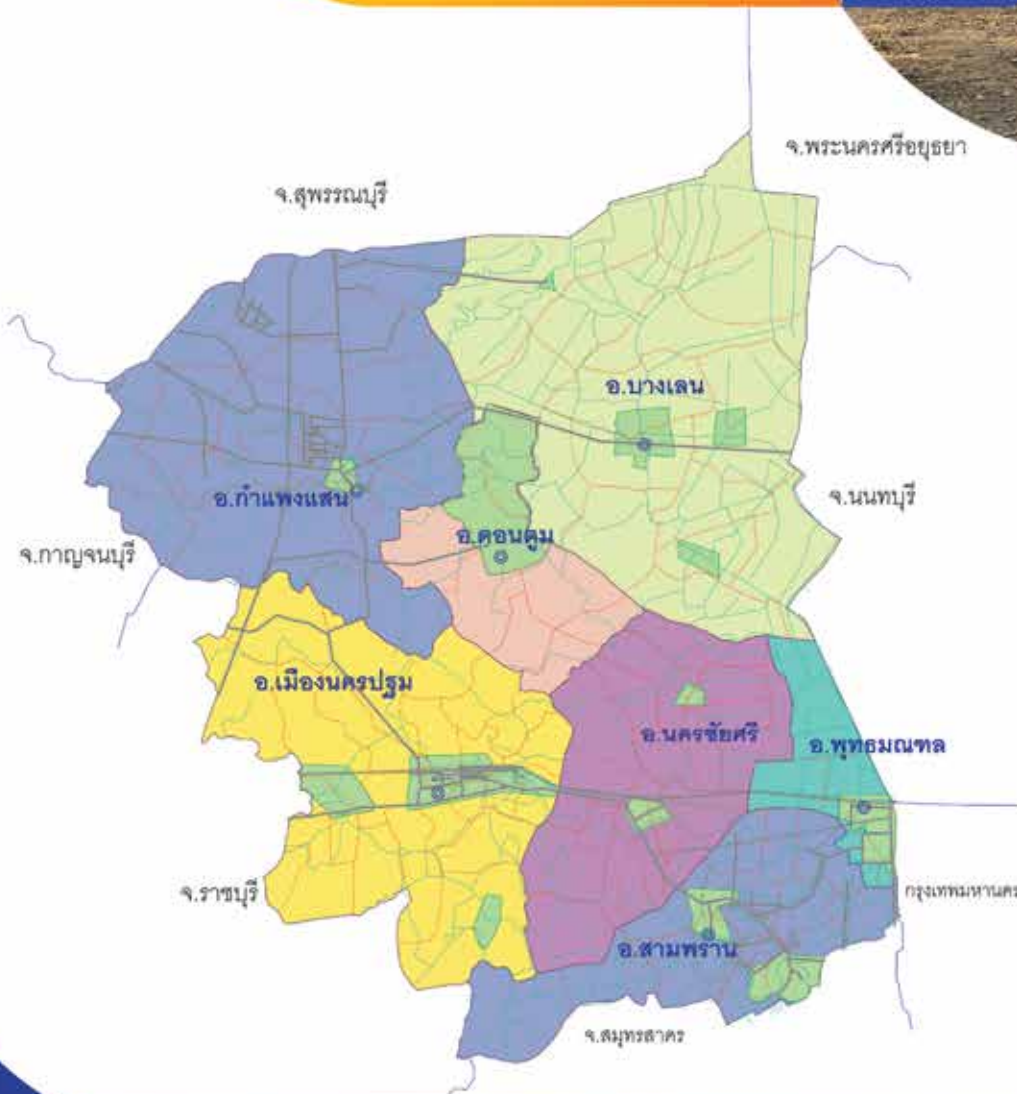 จ.พระนครศรีอยุธยา
จ.สุพรรณบุรี
อ.บางเลน
อ.กำแพงแสน
จ.นนทบุรี
อ.ดอนตูม
จ.กาญจนบุรี
อ.เมืองนครปฐม
อ.นครชัยศรี
อ.พุทธมณฑล
จ.ราชบุรี
กรุงเทพมหานคร
อ.สามพราน
จ.สมุทรสาคร